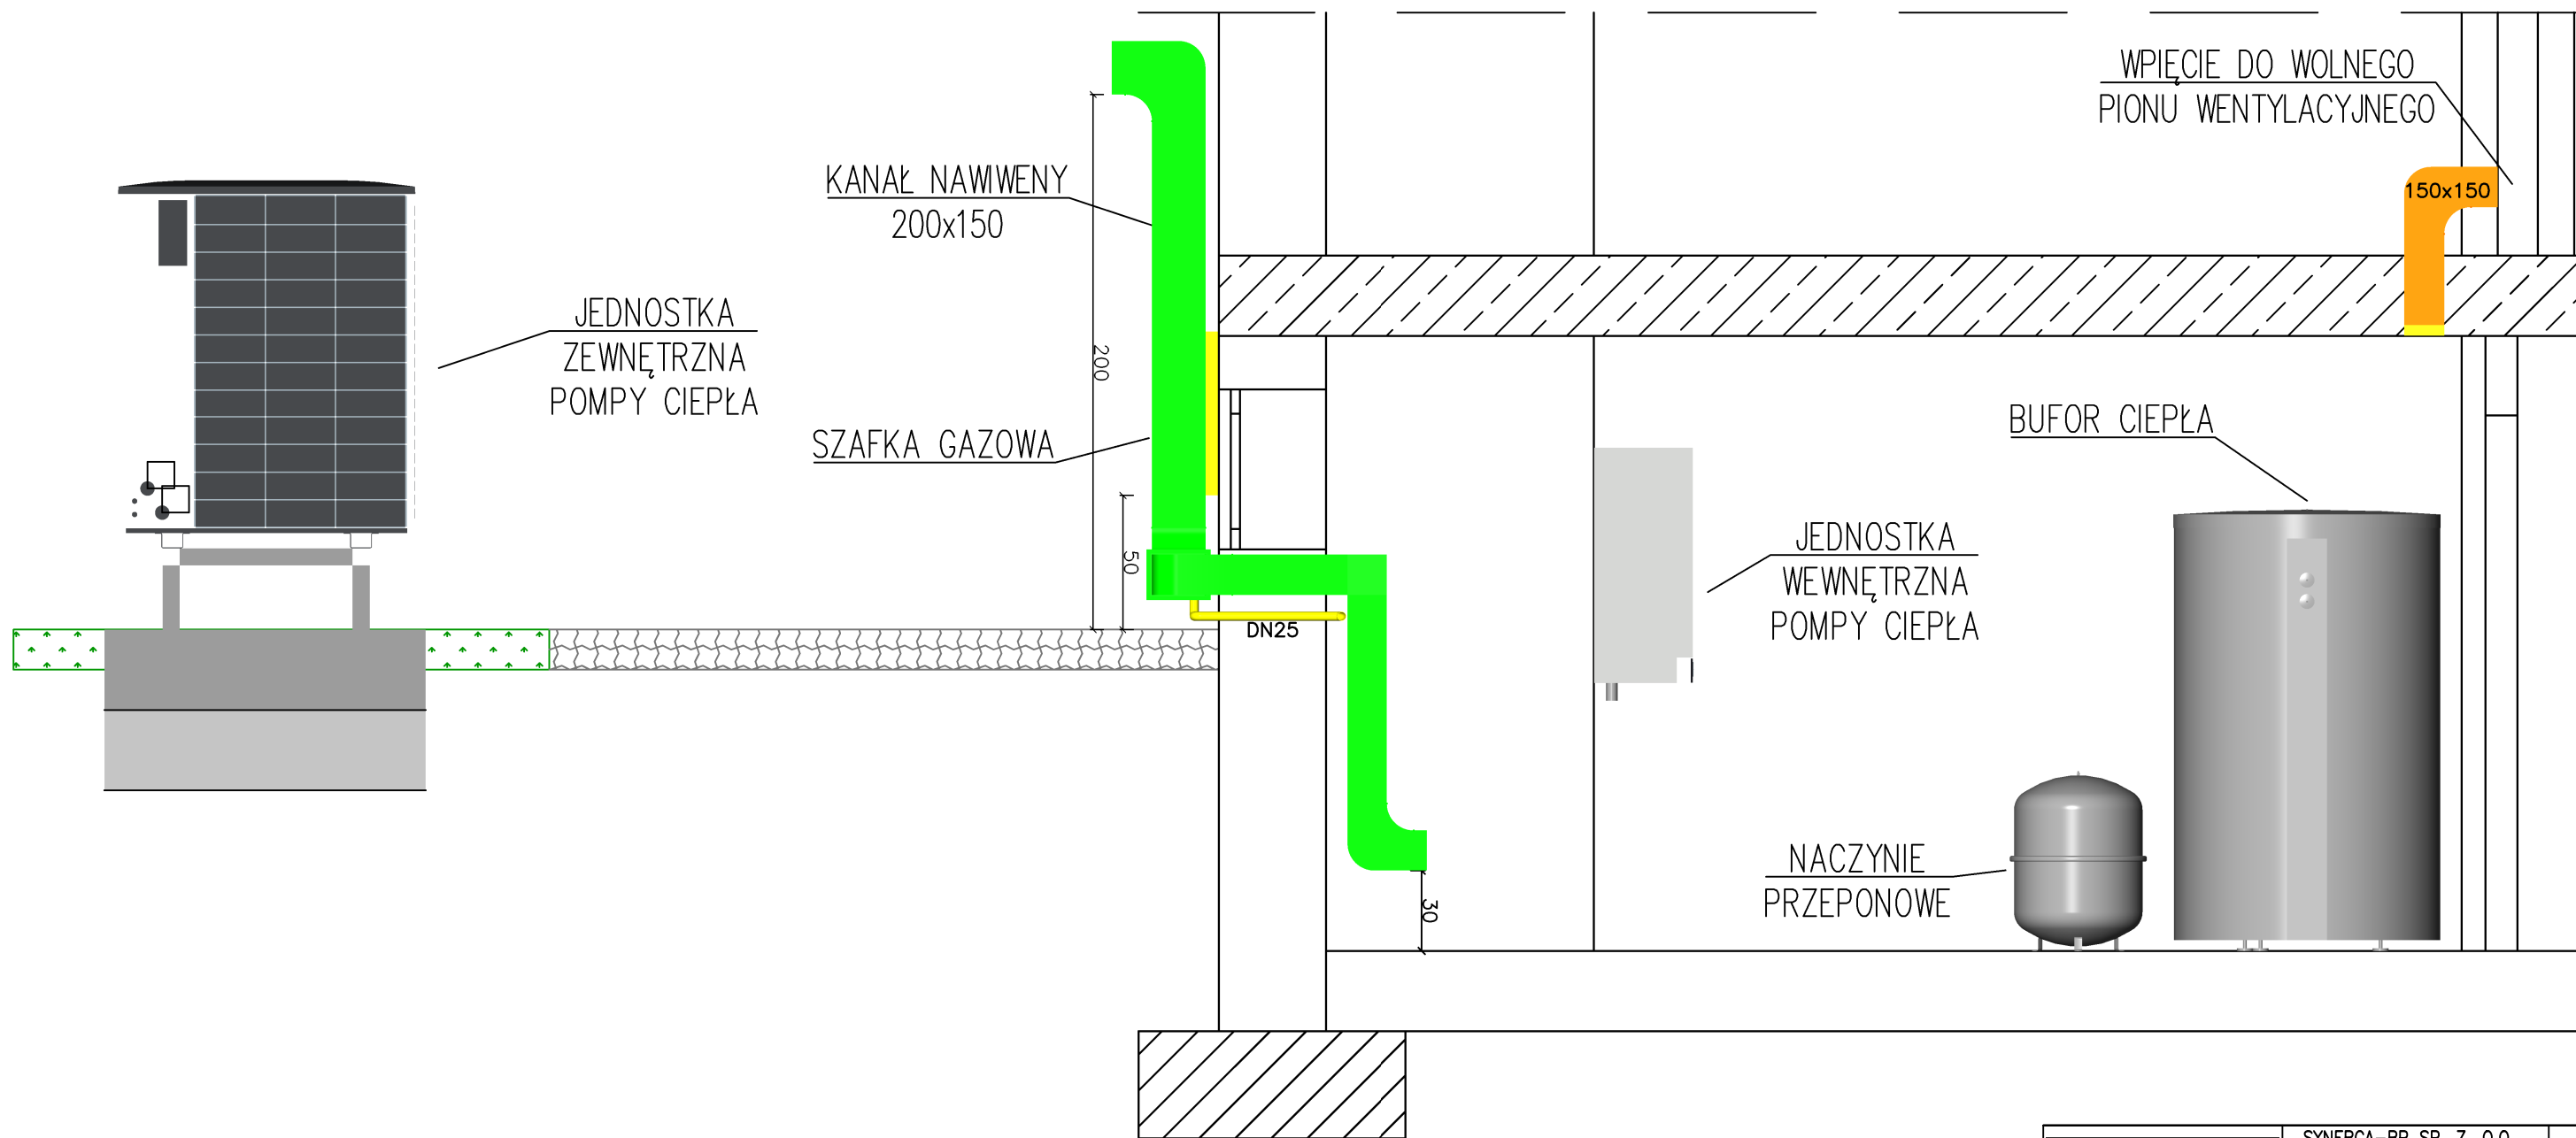 WPIĘCIE DO WOLNEGO
PIONU WENTYLACYJNEGO
150x150
KANAŁ NAWIWENY
200x150
JEDNOSTKA
ZEWNĘTRZNA
POMPY CIEPŁA
200
SZAFKA GAZOWA
50
DN25
BUFOR CIEPŁA
JEDNOSTKA
WEWNĘTRZNA
POMPY CIEPŁA
NACZYNIE
PRZEPONOWE
30